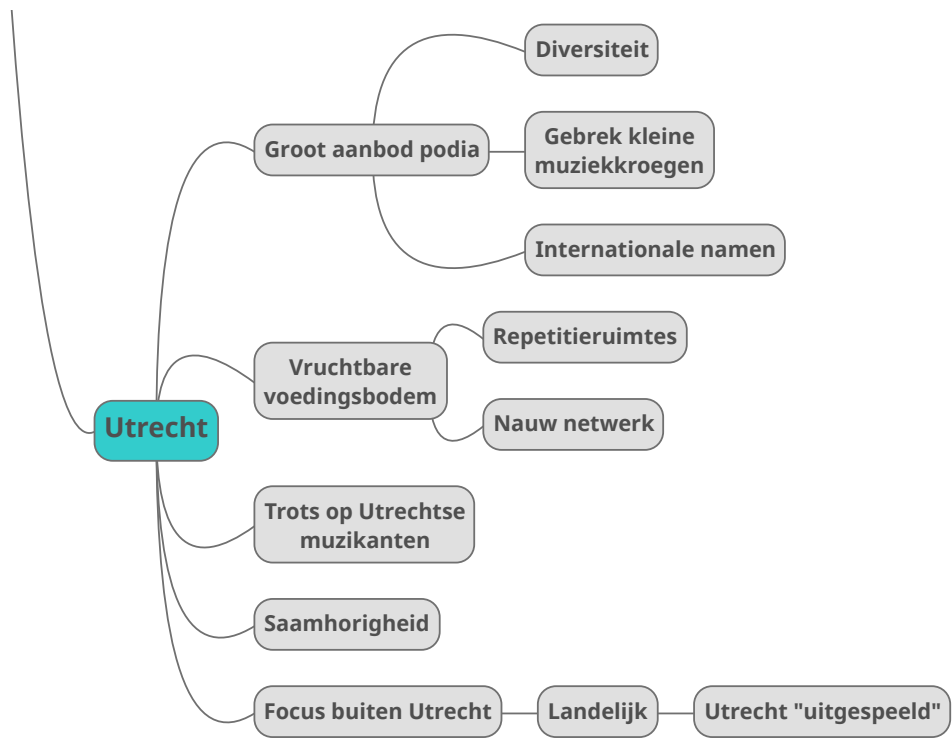 Diversiteit
Groot aanbod podia
Gebrek kleine
muziekkroegen
Internationale namen
Repetitieruimtes
Vruchtbare
voedingsbodem
Nauw netwerk
Utrecht
Trots op Utrechtse
muzikanten
Saamhorigheid
Focus buiten Utrecht
Landelijk
Utrecht "uitgespeeld"